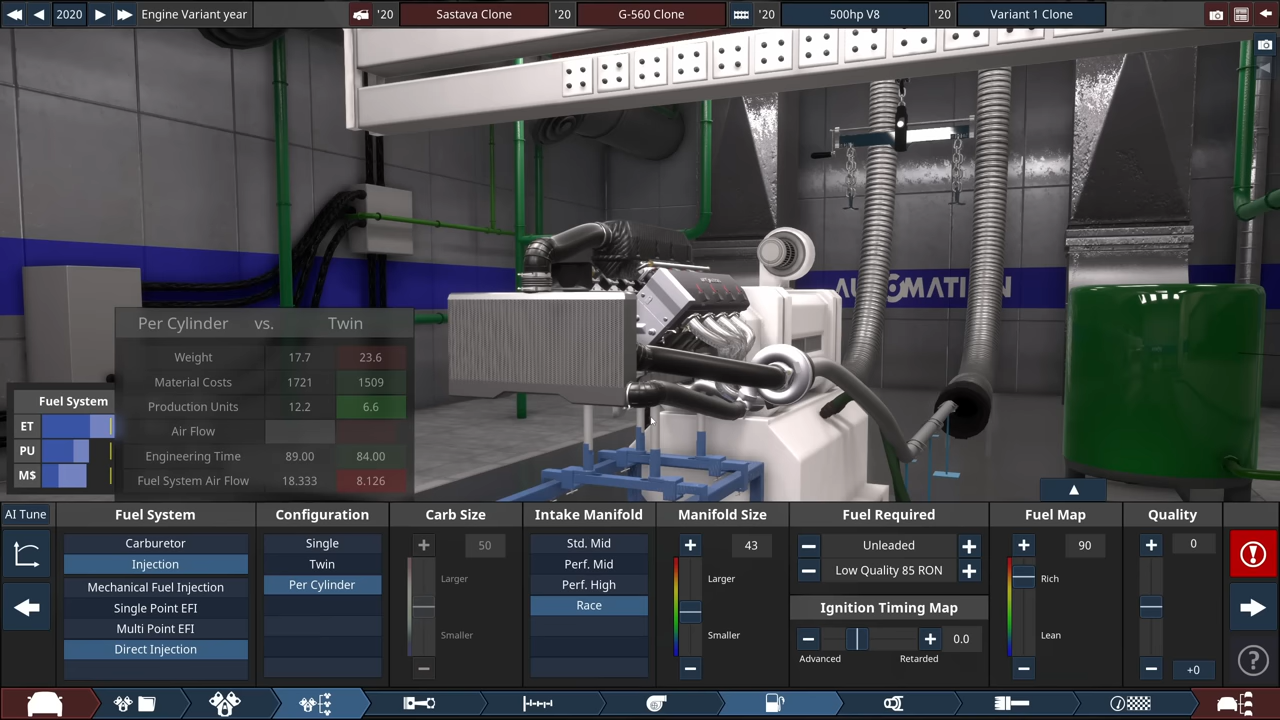 2020
Engine Variant year
'20
Sastava Clone
'20
G-560 Clone
'20
500hp V8
'20
Variant 1 Clone
AUTOMATION
Per Cylinder vs. Twin
Weight 17.7 23.6
Material Costs 1721 1509
Production Units 12.2 6.6
Air Flow
Engineering Time 89.00 84.00
Fuel System Air Flow 18.333 8.126
Fuel System
ET
PU
M$
AI Tune
Fuel System
Carburetor
Injection
Mechanical Fuel Injection
Single Point EFI
Multi Point EFI
Direct Injection
Configuration
Single
Twin
Per Cylinder
Carb Size
50
Larger
Smaller
Intake Manifold
Std. Mid
Perf. Mid
Perf. High
Race
Manifold Size
43
Larger
Smaller
Fuel Required
Unleaded
Low Quality 85 RON
Ignition Timing Map
0.0
Advanced Retarded
Fuel Map
90
Rich
Lean
Quality
0
+0